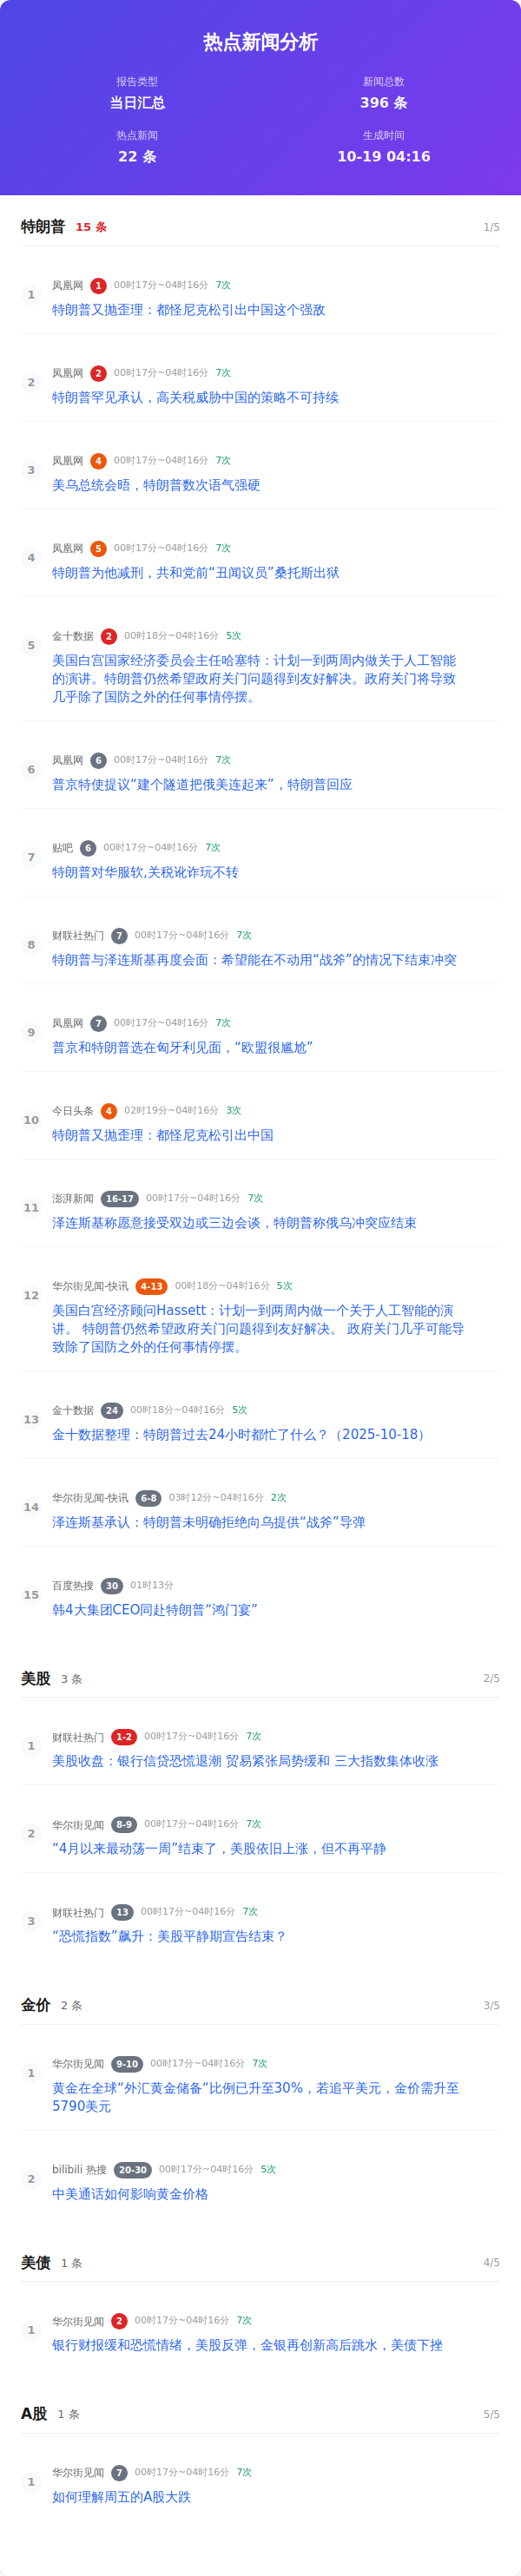 热点新闻分析
报告类型
当日汇总
新闻总数
396 条
热点新闻
22 条
生成时间
10-19 04:16
特朗普 15 条 1/5
1
凤凰网 1 00时17分~04时16分 7次
特朗普又抛歪理：都怪尼克松引出中国这个强敌
2
凤凰网 2 00时17分~04时16分 7次
特朗普罕见承认，高关税威胁中国的策略不可持续
3
凤凰网 4 00时17分~04时16分 7次
美乌总统会晤，特朗普数次语气强硬
4
凤凰网 5 00时17分~04时16分 7次
特朗普为他减刑，共和党前“丑闻议员”桑托斯出狱
5
金十数据 2 00时18分~04时16分 5次
美国白宫国家经济委员会主任哈塞特：计划一到两周内做关于人工智能
的演讲。特朗普仍然希望政府关门问题得到友好解决。政府关门将导致
几乎除了国防之外的任何事情停摆。
6
凤凰网 6 00时17分~04时16分 7次
普京特使提议“建个隧道把俄美连起来”，特朗普回应
7
贴吧 6 00时17分~04时16分 7次
特朗普对华服软,关税讹诈玩不转
8
财联社热门 7 00时17分~04时16分 7次
特朗普与泽连斯基再度会面：希望能在不动用“战斧”的情况下结束冲突
9
凤凰网 7 00时17分~04时16分 7次
普京和特朗普选在匈牙利见面，“欧盟很尴尬”
10
今日头条 4 02时19分~04时16分 3次
特朗普又抛歪理：都怪尼克松引出中国
11
澎湃新闻 16-17 00时17分~04时16分 7次
泽连斯基称愿意接受双边或三边会谈，特朗普称俄乌冲突应结束
12
华尔街见闻-快讯 4-13 00时18分~04时16分 5次
美国白宫经济顾问Hassett：计划一到两周内做一个关于人工智能的演
讲。 特朗普仍然希望政府关门问题得到友好解决。 政府关门几乎可能导
致除了国防之外的任何事情停摆。
13
金十数据 24 00时18分~04时16分 5次
金十数据整理：特朗普过去24小时都忙了什么？（2025-10-18）
14
华尔街见闻-快讯 6-8 03时12分~04时16分 2次
泽连斯基承认：特朗普未明确拒绝向乌提供“战斧”导弹
15
百度热搜 30 01时13分
韩4大集团CEO同赴特朗普“鸿门宴”
美股 3 条 2/5
1
财联社热门 1-2 00时17分~04时16分 7次
美股收盘：银行信贷恐慌退潮 贸易紧张局势缓和 三大指数集体收涨
2
华尔街见闻 8-9 00时17分~04时16分 7次
“4月以来最动荡一周”结束了，美股依旧上涨，但不再平静
3
财联社热门 13 00时17分~04时16分 7次
“恐慌指数”飙升：美股平静期宣告结束？
金价 2 条 3/5
1
华尔街见闻 9-10 00时17分~04时16分 7次
黄金在全球“外汇黄金储备“比例已升至30%，若追平美元，金价需升至
5790美元
2
bilibili 热搜 20-30 00时17分~04时16分 5次
中美通话如何影响黄金价格
美债 1 条 4/5
1
华尔街见闻 2 00时17分~04时16分 7次
银行财报缓和恐慌情绪，美股反弹，金银再创新高后跳水，美债下挫
A股 1 条 5/5
1
华尔街见闻 7 00时17分~04时16分 7次
如何理解周五的A股大跌